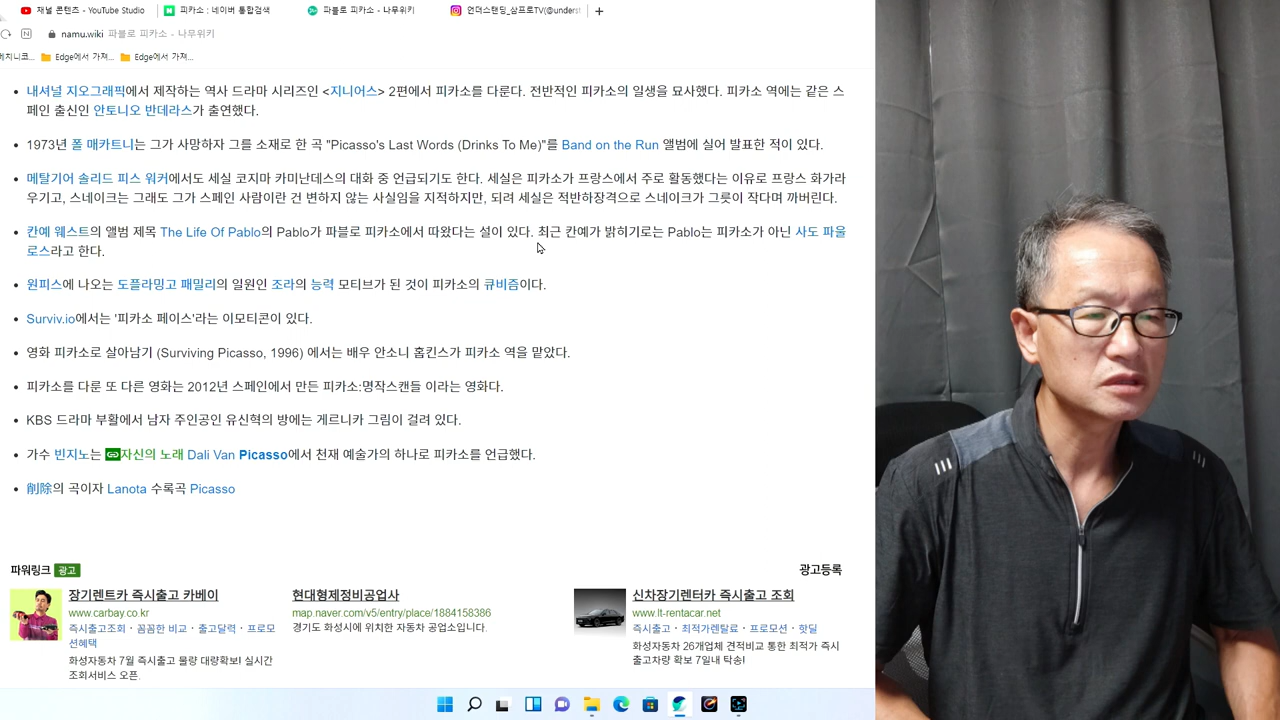 재널 콘텐즈 - YouTube Studio
피카소 : 네이버 통합검색
파블로 피카소 - 나무위키
언더스탠딩_삼프로TV(@underst
namu.wiki 파블로 피카소 - 나무위키
베치니코... Edge에서 가져... Edge에서 가져...
• 내셔널 지오그래픽에서 제작하는 역사 드라마 시리즈인 <지니어스> 2편에서 피카소를 다룬다. 전반적인 피카소의 일생을 묘사했다. 피카소 역에는 같은 스
페인 출신인 안토니오 반데라스가 출연했다.
• 1973년 폴 매카트니는 그가 사망하자 그를 소재로 한 곡 "Picasso's Last Words (Drinks To Me)"를 Band on the Run 앨범에 실어 발표한 적이 있다.
• 메탈기어 솔리드 피스 워커에서도 세실 코지마 카미난데스의 대화 중 언급되기도 한다. 세실은 피카소가 프랑스에서 주로 활동했다는 이유로 프랑스 화가라
우기고, 스네이크는 그래도 그가 스페인 사람이란 건 변하지 않는 사실임을 지적하지만, 되려 세실은 적반하장격으로 스네이크가 그릇이 작다며 까버린다.
• 칸예 웨스트의 앨범 제목 The Life Of Pablo의 Pablo가 파블로 피카소에서 따왔다는 설이 있다. 최근 칸예가 밝히기로는 Pablo는 피카소가 아닌 사도 파울
로스라고 한다.
• 원피스에 나오는 도플라밍고 패밀리의 일원인 조라의 능력 모티브가 된 것이 피카소의 큐비즘이다.
• Surviv.io에서는 '피카소 페이스'라는 이모티콘이 있다.
• 영화 피카소로 살아남기 (Surviving Picasso, 1996) 에서는 배우 안소니 홉킨스가 피카소 역을 맡았다.
• 피카소를 다룬 또 다른 영화는 2012년 스페인에서 만든 피카소:명작스캔들 이라는 영화다.
• KBS 드라마 부활에서 남자 주인공인 유신혁의 방에는 게르니카 그림이 걸려 있다.
• 가수 빈지노는 자신의 노래 Dali Van Picasso에서 천재 예술가의 하나로 피카소를 언급했다.
• 削除의 곡이자 Lanota 수록곡 Picasso
파워링크 광고
광고등록
장기렌트카 즉시출고 카베이
www.carbay.co.kr
즉시출고조회 · 꼼꼼한 비교 · 출고달력 · 프로모
션혜택
화성자동차 7월 즉시출고 물량 대량확보! 실시간
조회서비스 오픈.
현대형제정비공업사
map.naver.com/v5/entry/place/1884158386
경기도 화성시에 위치한 자동차 공업소입니다.
신차장기렌터카 즉시출고 조회
www.lt-rentacar.net
즉시출고 · 최적가렌탈료 · 프로모션 · 핫딜
화성자동차 26개업체 견적비교 통한 최적가 즉시
출고차량 확보 7일내 탁송!